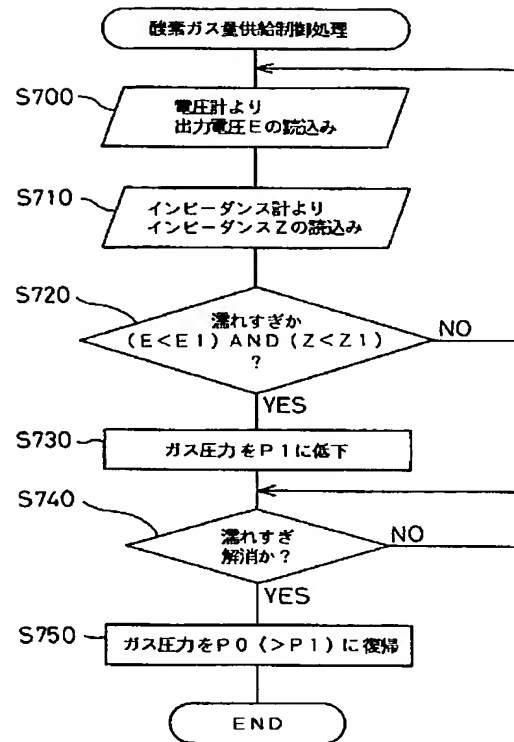 酸素ガス量供給制御処理
S700
電圧計より
出力電圧Eの読込み
S710
インピーダンス計より
インピーダンスZの読込み
S720
濡れすぎか
(E<E1) AND (Z<Z1)
?
NO
YES
S730
ガス圧力をP1に低下
S740
濡れすぎ
解消か?
NO
YES
S750
ガス圧力をP0(>P1)に復帰
END